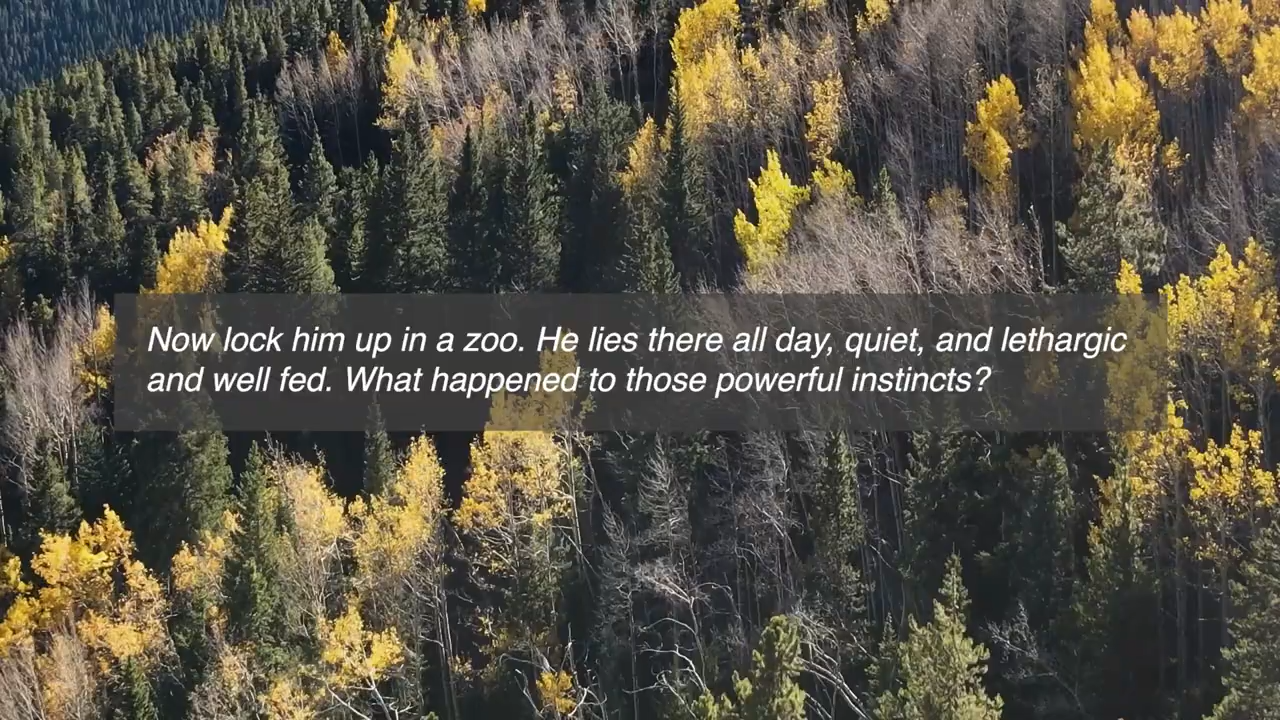 Now lock him up in a zoo. He lies there all day, quiet, and lethargic
and well fed. What happened to those powerful instincts?